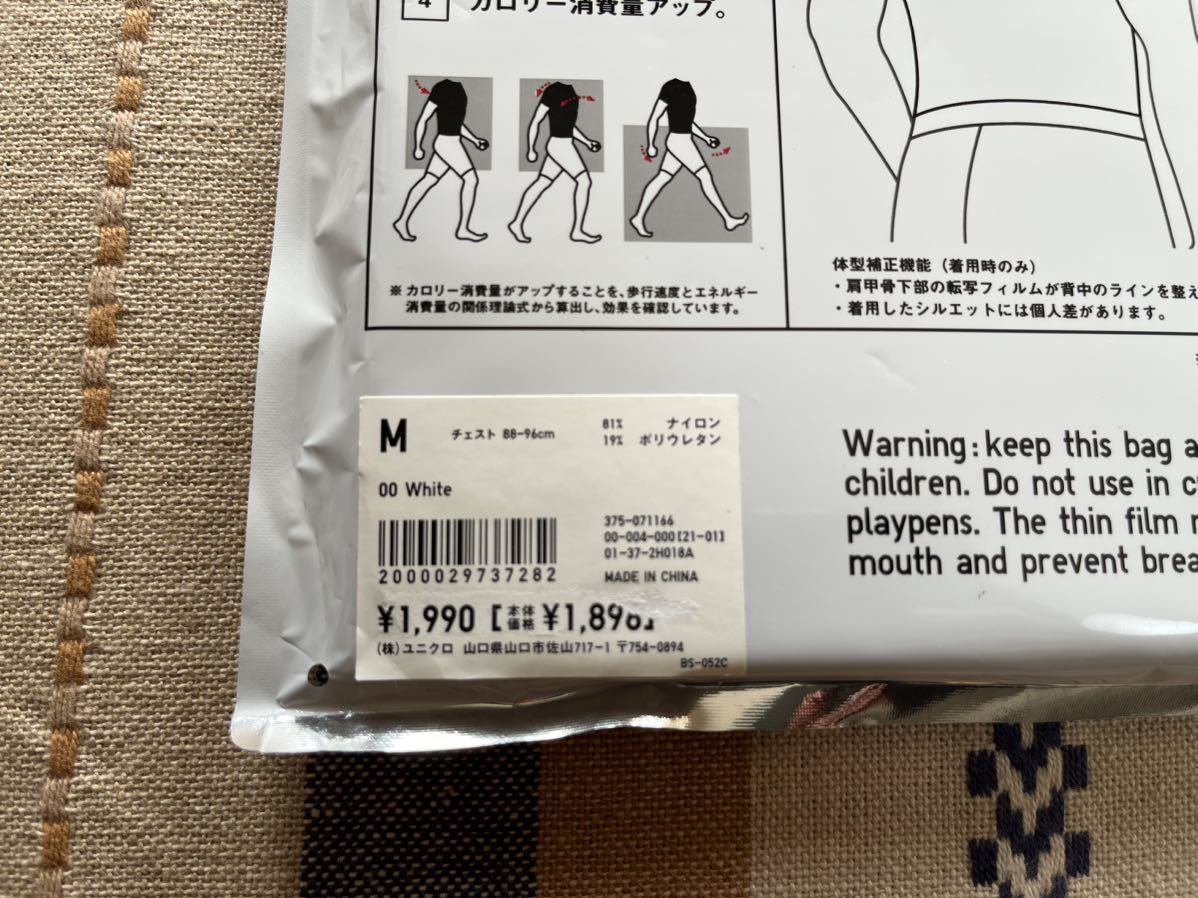 4 カロリー消費量アップ。
※カロリー消費量がアップすることを、歩行速度とエネルギー
消費量の関係理論式から算出し、効果を確認しています。
体型補正機能（着用時のみ）
・肩甲骨下部の転写フィルムが背中のラインを整え
・着用したシルエットには個人差があります。
M チェスト 88-96cm 81% ナイロン
19% ポリウレタン
00 White
375-071166
00-004-000[21-01]
01-37-2H018A
2000029737282 MADE IN CHINA
¥1,990 [本体価格 ¥1,896]
(株)ユニクロ 山口県山口市佐山717-1 〒754-0894
BS-052C
Warning: keep this bag a
children. Do not use in c
playpens. The thin film
mouth and prevent brea